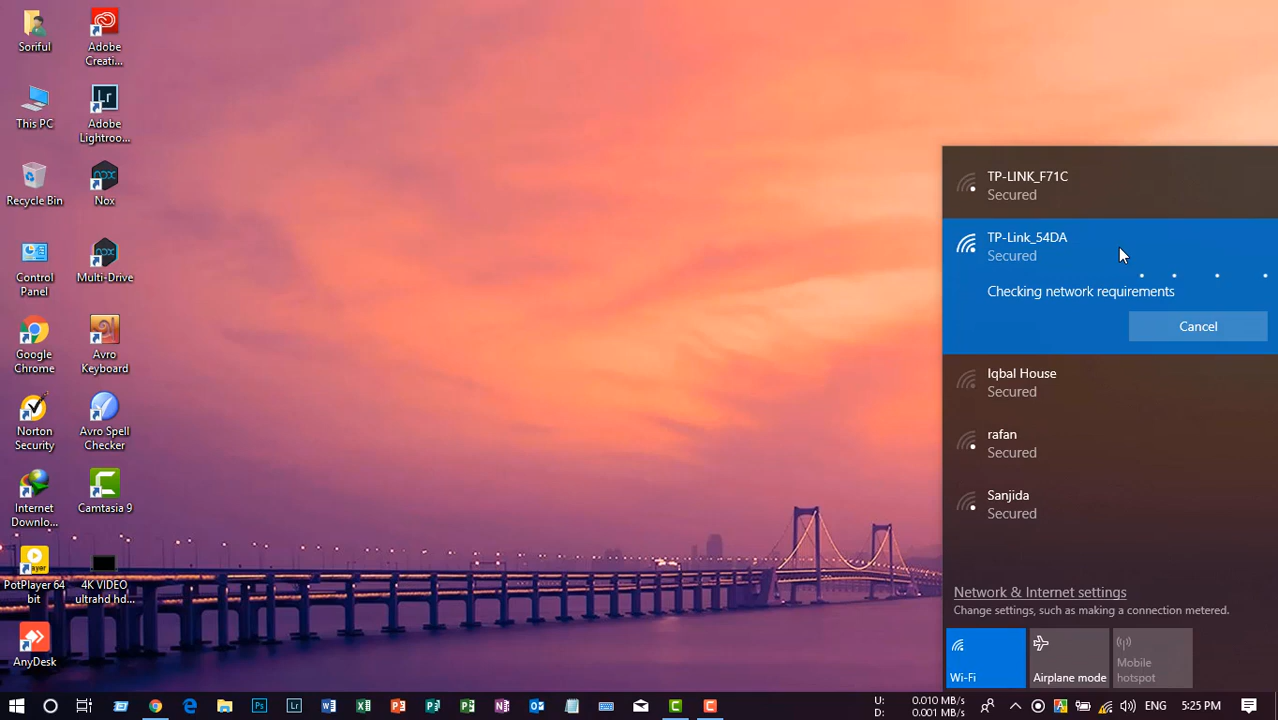 Soriful
Adobe
Creati...
This PC
Adobe
Lightroo...
Recycle Bin
Nox
Control
Panel
Multi-Drive
Google
Chrome
Avro
Keyboard
Norton
Security
Avro Spell
Checker
Internet
Downlo...
Camtasia 9
PotPlayer 64
bit
4K VIDEO
ultrahd hd...
AnyDesk
Lr
nox
TP-LINK_F71C
Secured
TP-Link_54DA
Secured
Checking network requirements
Cancel
Iqbal House
Secured
rafan
Secured
Sanjida
Secured
Network & Internet settings
Change settings, such as making a connection metered.
Wi-Fi
Airplane mode
Mobile
hotspot
Ps
Lr
U: 0.010 MB/s
D: 0.001 MB/s
ENG
5:25 PM